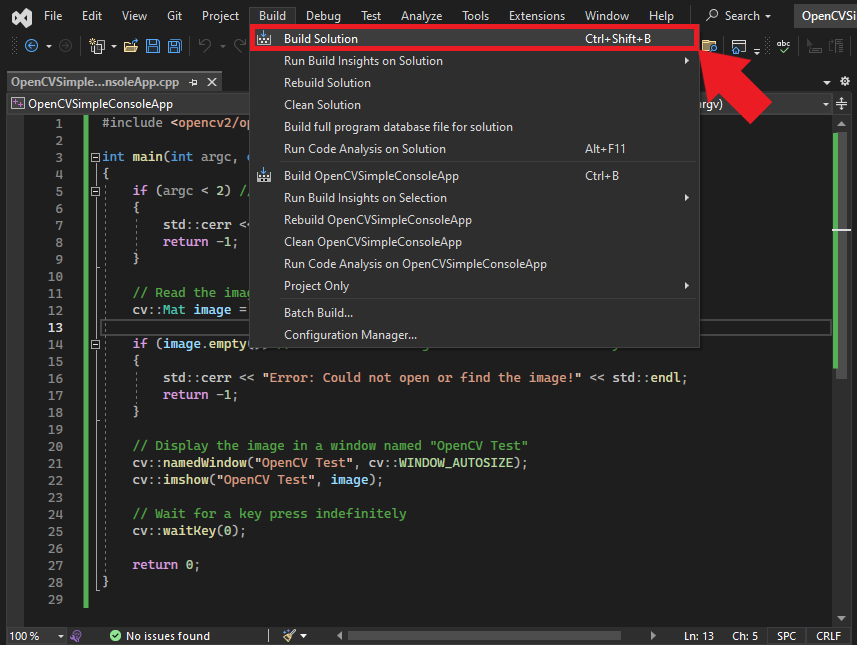 File Edit View Git Project Build Debug Test Analyze Tools Extensions Window Help Search OpenCVSi
Build Solution Ctrl+Shift+B
Run Build Insights on Solution
Rebuild Solution
Clean Solution
Build full program database file for solution
Run Code Analysis on Solution Alt+F11
Build OpenCVSimpleConsoleApp Ctrl+B
Run Build Insights on Selection
Rebuild OpenCVSimpleConsoleApp
Clean OpenCVSimpleConsoleApp
Run Code Analysis on OpenCVSimpleConsoleApp
Project Only
Batch Build...
Configuration Manager...
abc
OpenCVSimple...nsoleApp.cpp
OpenCVSimpleConsoleApp rgv)
1 #include <opencv2/op
2
3 int main(int argc,
4 {
5 if (argc < 2) //
6 {
7 std::cerr <<
8 return -1;
9 }
10
11 // Read the imag
12 cv::Mat image =
13
14 if (image.empty()
15 {
16 std::cerr << "Error: Could not open or find the image!" << std::endl;
17 return -1;
18 }
19
20 // Display the image in a window named "OpenCV Test"
21 cv::namedWindow("OpenCV Test", cv::WINDOW_AUTOSIZE);
22 cv::imshow("OpenCV Test", image);
23
24 // Wait for a key press indefinitely
25 cv::waitKey(0);
26
27 return 0;
28 }
29
100 % No issues found Ln: 13 Ch: 5 SPC CRLF